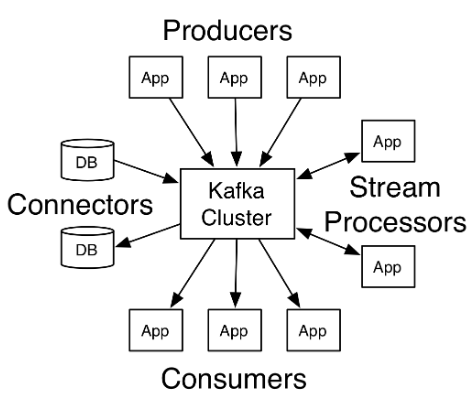 Producers
App
App
App
DB
App
Kafka
Cluster
Connectors
Stream
Processors
DB
App
App
App
App
Consumers